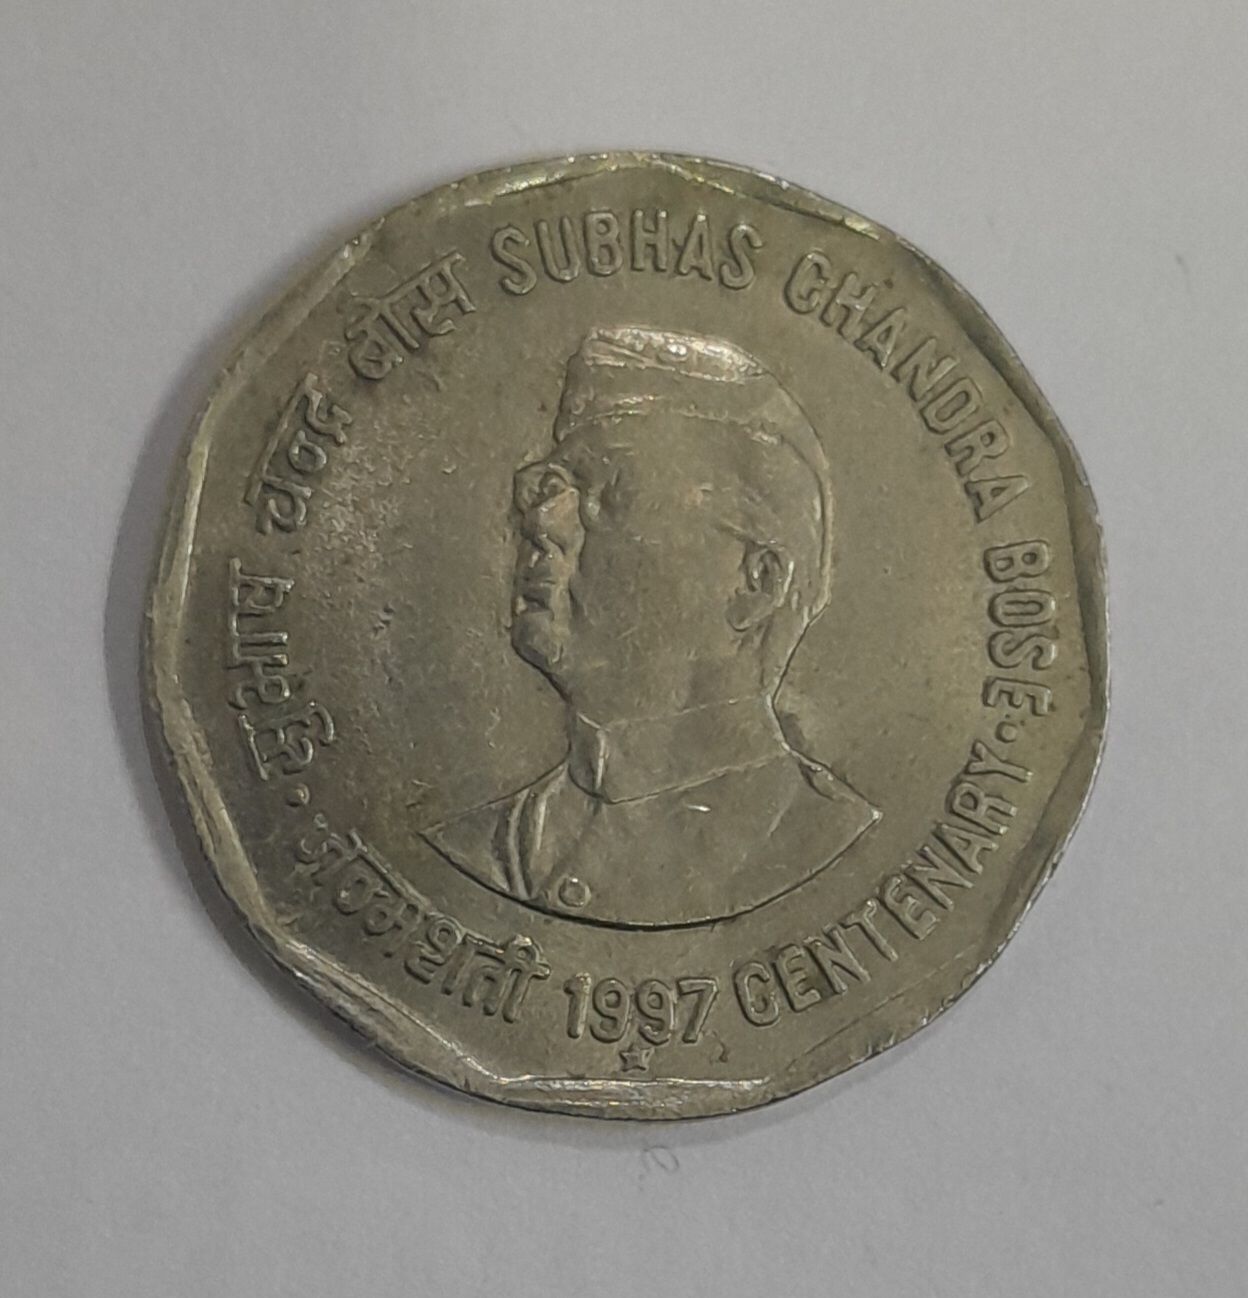 सुभाष चन्द्र बोस SUBHAS CHANDRA BOSE
जन्मशती 1997 CENTENARY